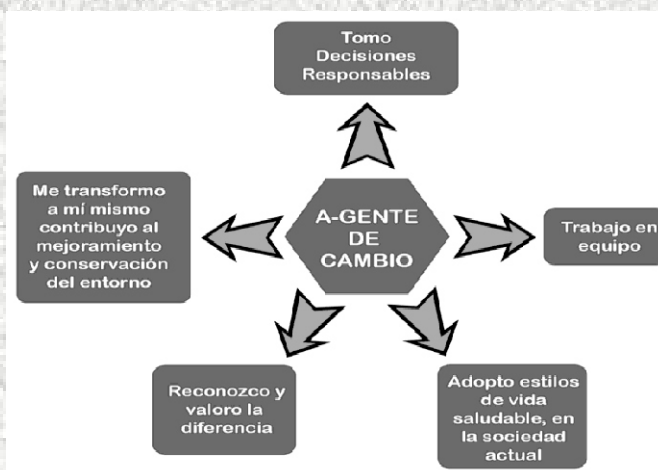 Tomo
Decisiones
Responsables
Me transformo
a mí mismo
contribuyo al
mejoramiento
y conservación
del entorno
A-GENTE
DE
CAMBIO
Trabajo en
equipo
Reconozco y
valoro la
diferencia
Adopto estilos
de vida
saludable, en
la sociedad
actual